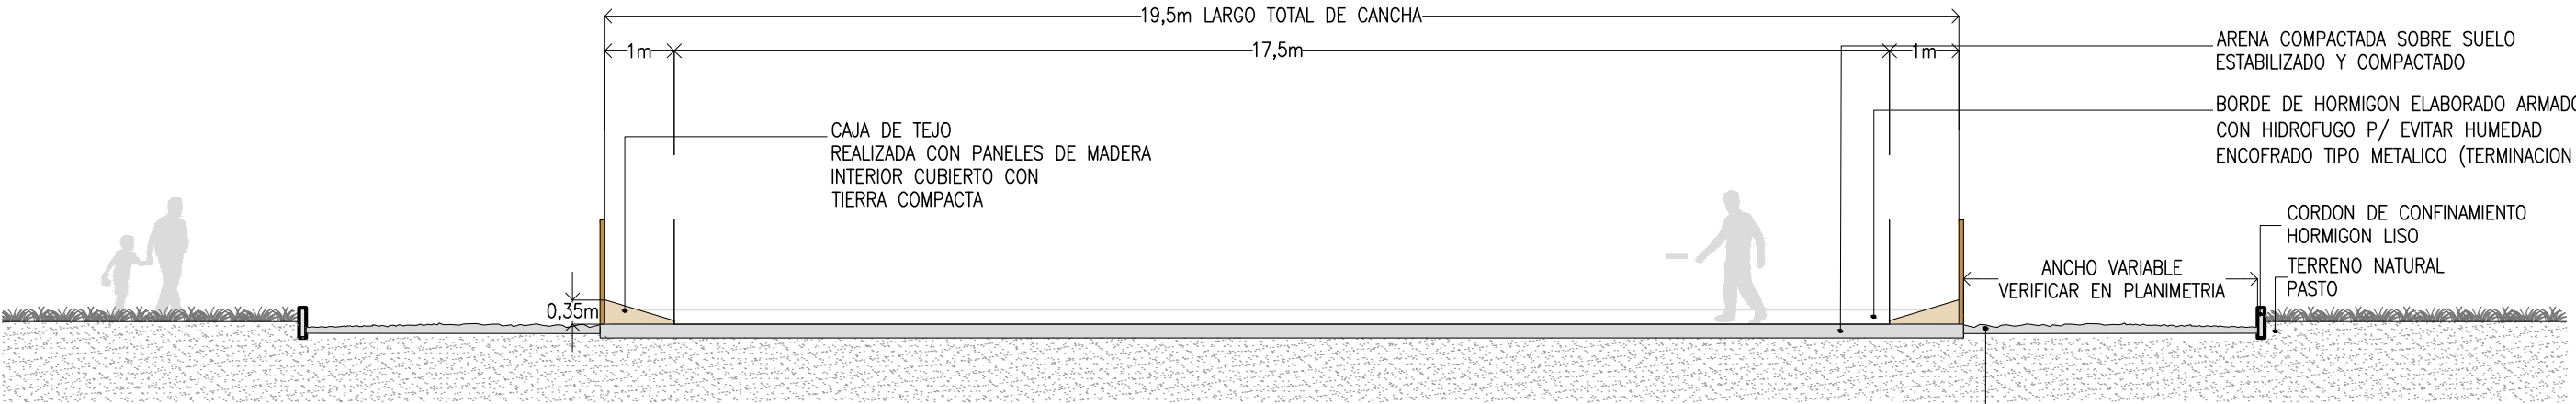 19,5m LARGO TOTAL DE CANCHA
1m
17,5m
1m
ARENA COMPACTADA SOBRE SUELO
ESTABILIZADO Y COMPACTADO
BORDE DE HORMIGON ELABORADO ARMADO
CON HIDROFUGO P/ EVITAR HUMEDAD
ENCOFRADO TIPO METALICO (TERMINACION
CAJA DE TEJO
REALIZADA CON PANELES DE MADERA
INTERIOR CUBIERTO CON
TIERRA COMPACTA
CORDON DE CONFINAMIENTO
HORMIGON LISO
TERRENO NATURAL
PASTO
ANCHO VARIABLE
VERIFICAR EN PLANIMETRIA
0,35m